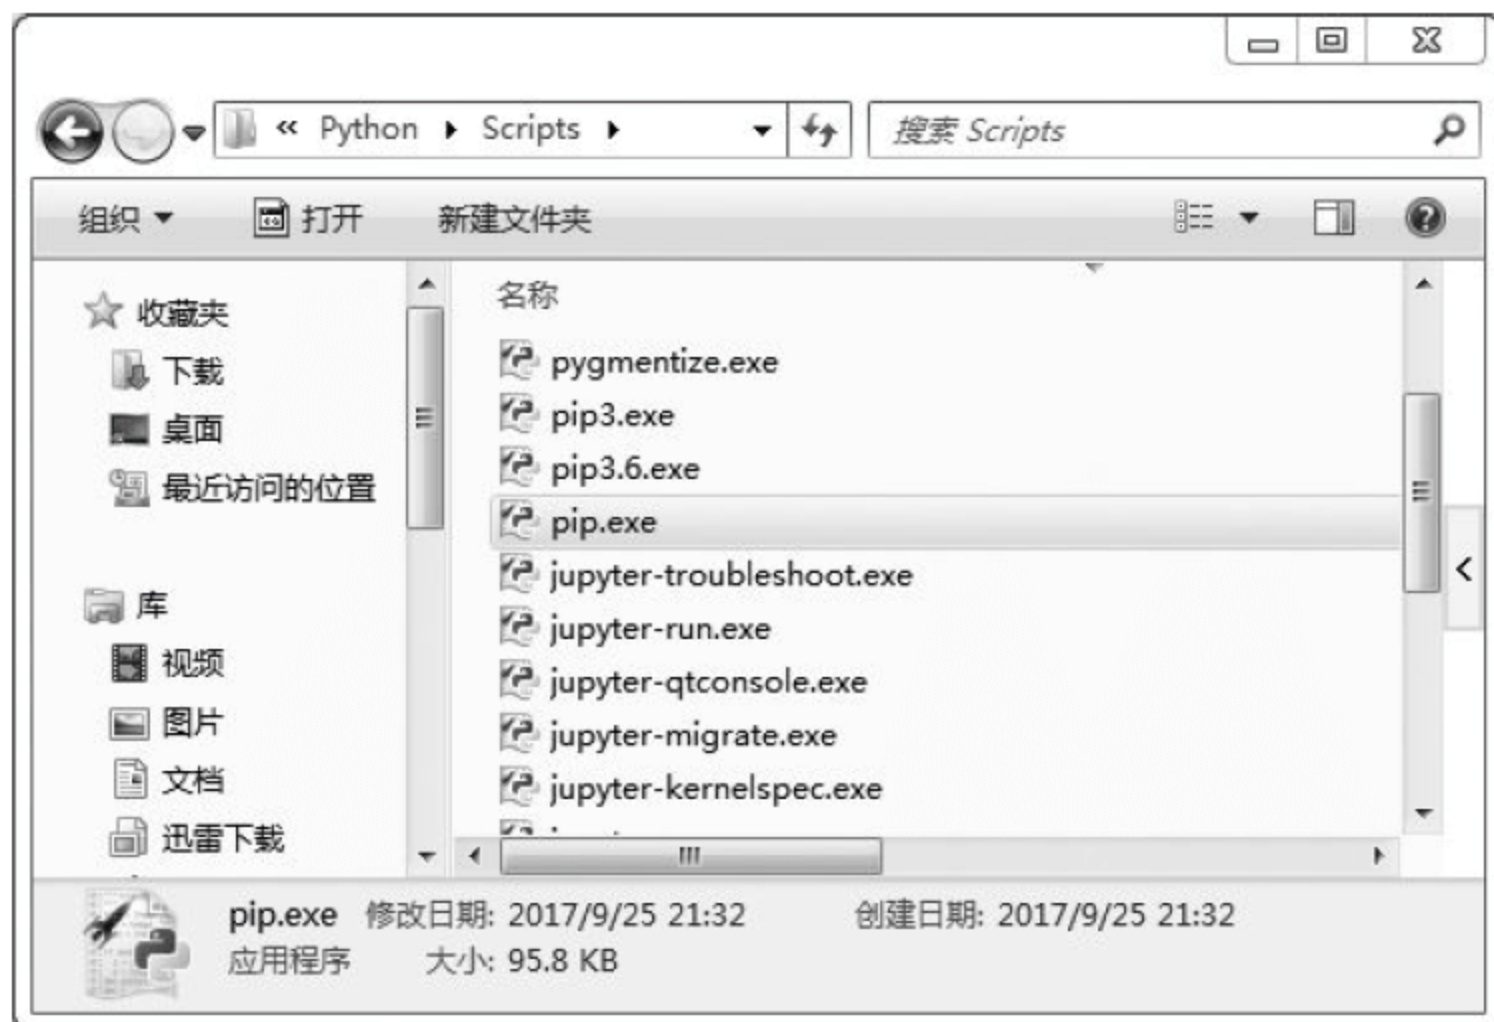 « Python Scripts 搜索 Scripts
组织 打开 新建文件夹
收藏夹
下载
桌面
最近访问的位置
库
视频
图片
文档
迅雷下载
名称
pygmentize.exe
pip3.exe
pip3.6.exe
pip.exe
jupyter-troubleshoot.exe
jupyter-run.exe
jupyter-qtconsole.exe
jupyter-migrate.exe
jupyter-kernelspec.exe
pip.exe 修改日期: 2017/9/25 21:32 创建日期: 2017/9/25 21:32
应用程序 大小: 95.8 KB